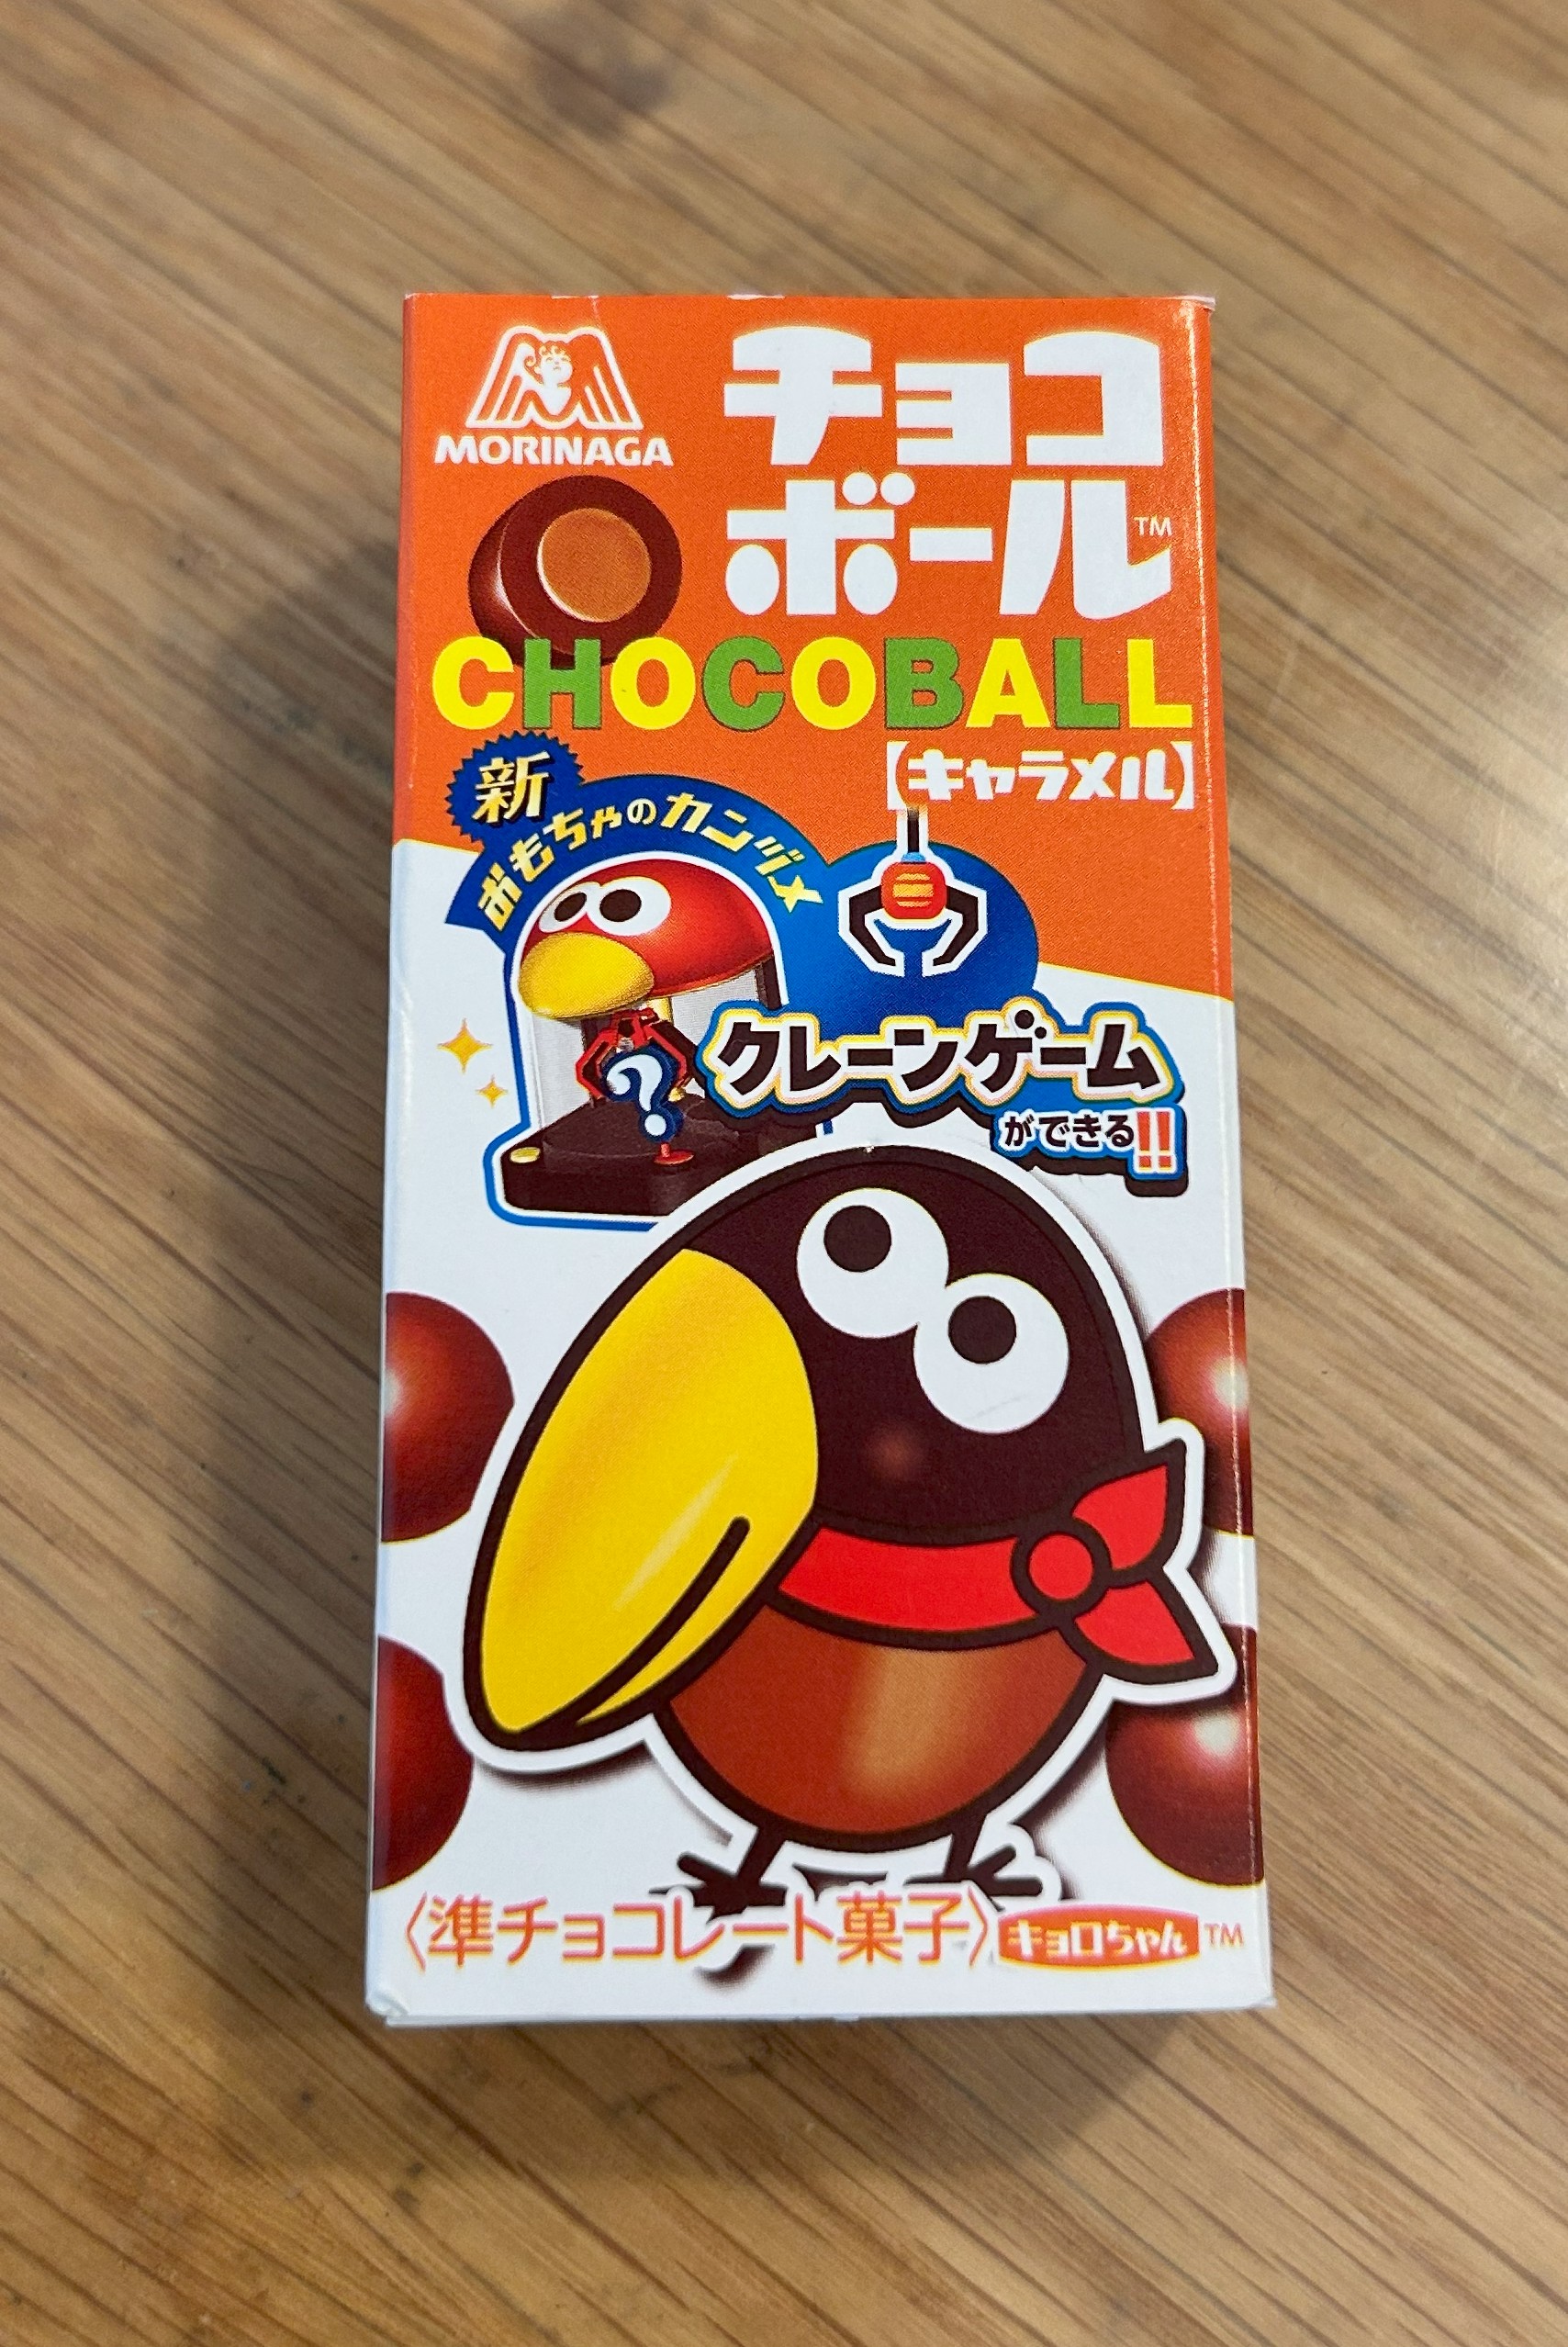 MORINAGA
チョコ
ボール™
CHOCOBALL
【キャラメル】
新
おもちゃのカンヅメ
?
クレーンゲーム
ができる!!
〈準チョコレート菓子〉
キョロちゃん™